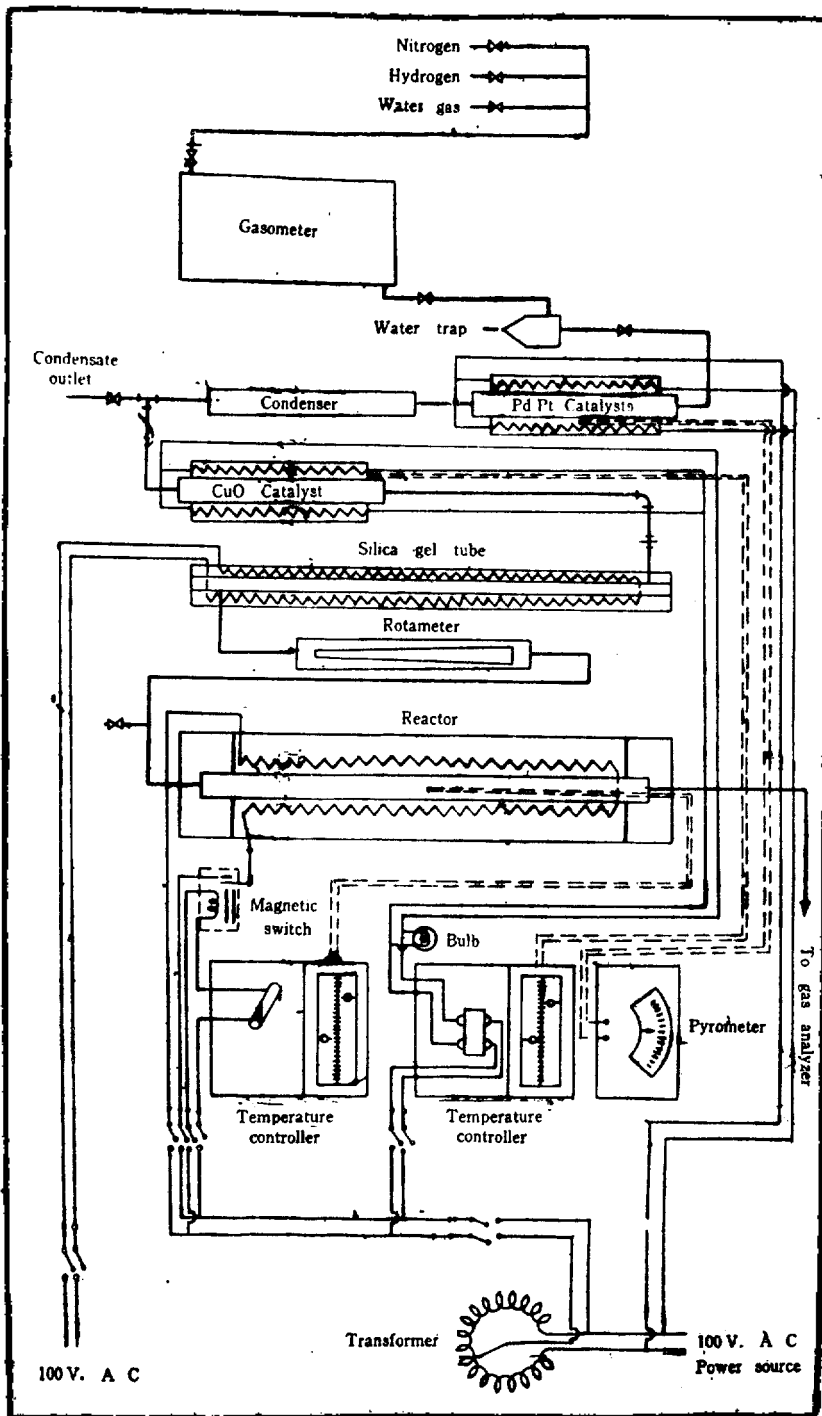 Nitrogen
Hydrogen
Water gas
Gasometer
Water trap
Condensate
outlet
Condenser
Pd Pt Catalysts
CuO Catalyst
Silica gel tube
Rotameter
Reactor
Magnetic
switch
Bulb
To gas analyzer
Pyrometer
Temperature
controller
Temperature
controller
Transformer
100 V. A C
Power source
100 V. A C